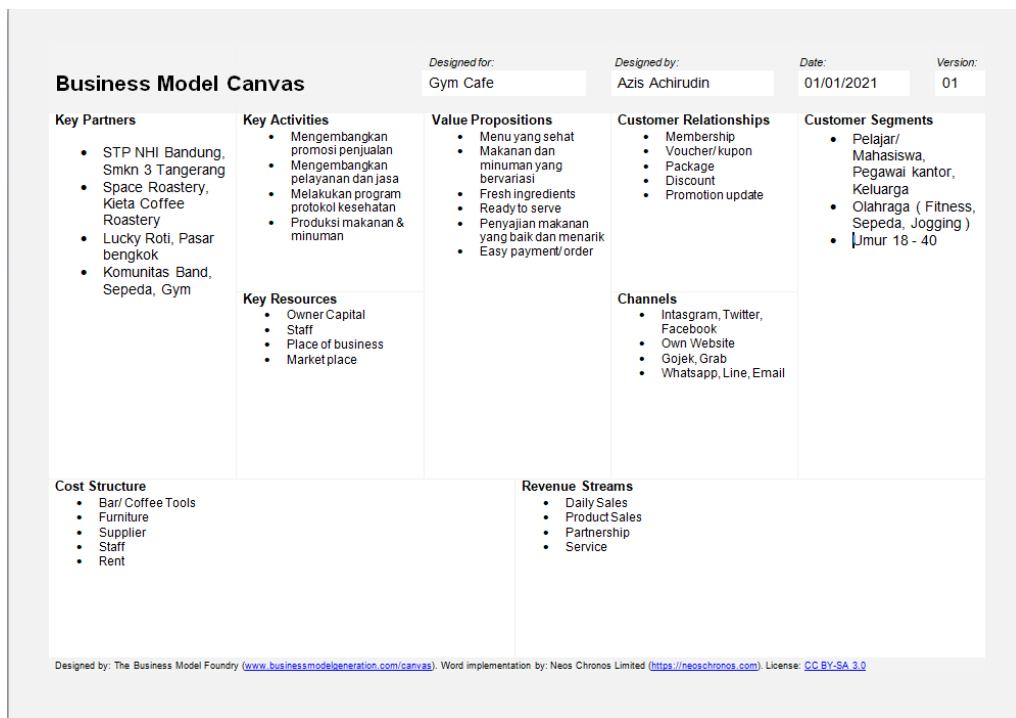 Business Model Canvas
Designed for:
Gym Cafe
Designed by:
Azis Achirudin
Date:
01/01/2021
Version:
01
Key Partners
• STP NHI Bandung,
Smkn 3 Tangerang
• Space Roastery,
Kieta Coffee
Roastery
• Lucky Roti, Pasar
bengkok
• Komunitas Band,
Sepeda, Gym
Key Activities
• Mengembangkan
promosi penjualan
• Mengembangkan
pelayanan dan jasa
• Melakukan program
protokol kesehatan
• Produksi makanan &
minuman
Key Resources
• Owner Capital
• Staff
• Place of business
• Market place
Value Propositions
• Menu yang sehat
• Makanan dan
minuman yang
bervariasi
• Fresh ingredients
• Ready to serve
• Penyajian makanan
yang baik dan menarik
• Easy payment/order
Customer Relationships
• Membership
• Voucher/kupon
• Package
• Discount
• Promotion update
Channels
• Intasgram, Twitter,
Facebook
• Own Website
• Gojek, Grab
• Whatsapp, Line, Email
Customer Segments
• Pelajar/
Mahasiswa,
Pegawai kantor,
Keluarga
• Olahraga ( Fitness,
Sepeda, Jogging )
• Umur 18 - 40
Cost Structure
• Bar/ Coffee Tools
• Furniture
• Supplier
• Staff
• Rent
Revenue Streams
• Daily Sales
• Product Sales
• Partnership
• Service
Designed by: The Business Model Foundry (www.businessmodelgeneration.com/canvas). Word implementation by: Neos Chronos Limited (https://neoschronos.com). License: CC BY-SA 3.0